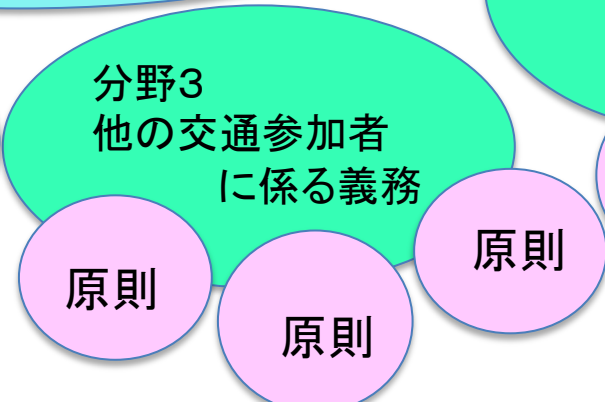 分野3
他の交通参加者
に係る義務
原則
原則
原則